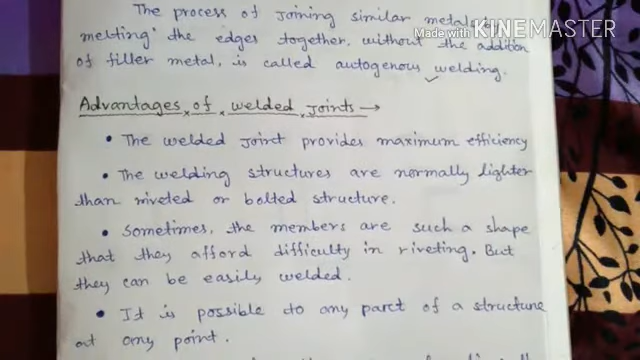 The process of joining similar metals by
melting the edges together, without the addition
of filler metal, is called autogenous welding.
Advantages of welded joints →
• The welded joint provides maximum efficiency
• The welding structures are normally lighter
than riveted or bolted structure.
• Sometimes, the members are such a shape
that they afford difficulty in riveting. But
they can be easily welded.
• It is possible to any part of a structure
at any point.
Made with KINEMASTER